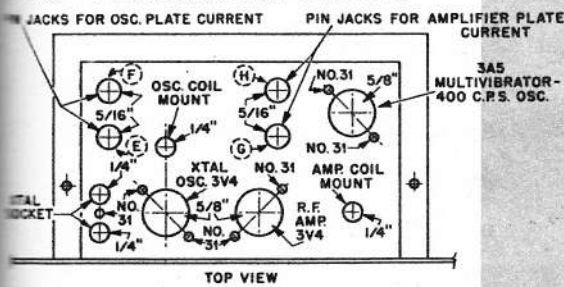 JACKS FOR OSC. PLATE CURRENT
PIN JACKS FOR AMPLIFIER PLATE
CURRENT
F
H
OSC. COIL
MOUNT
NO. 31
5/8"
3A5
MULTIVIBRATOR-
400 C.P.S. OSC.
5/16"
5/16"
E
1/4"
G
NO. 31
1/4"
XTAL
OSC. 3V4
NO. 31
AMP. COIL
MOUNT
SOCKET
NO.
31
5/8"
R.F.
AMP.
3V4
1/4"
NO.
31
1/4"
TOP VIEW